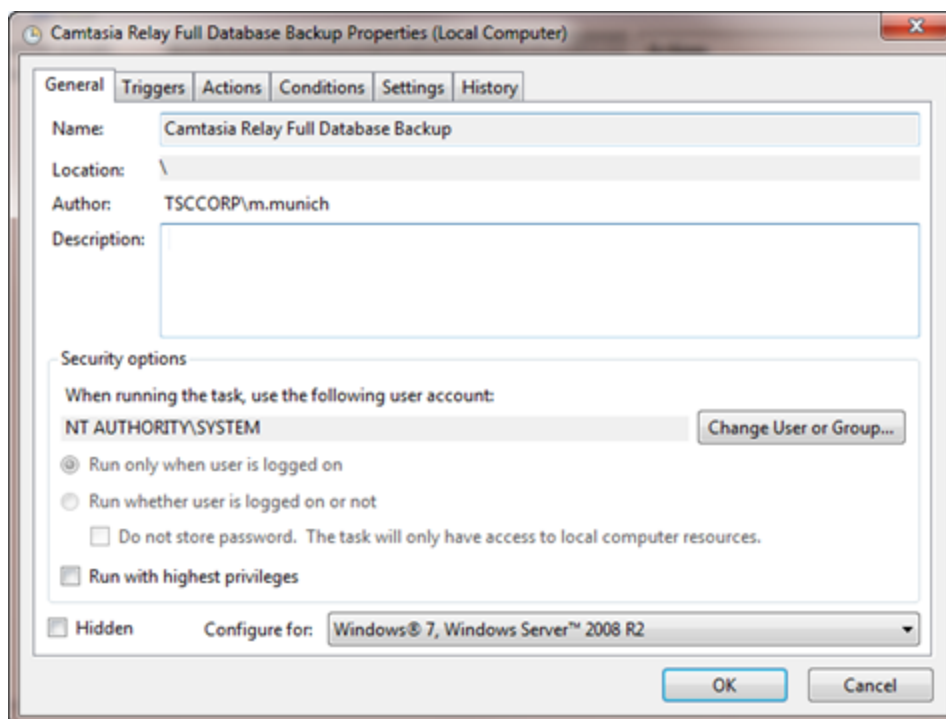 Camtasia Relay Full Database Backup Properties (Local Computer)
General Triggers Actions Conditions Settings History
Name: Camtasia Relay Full Database Backup
Location: \
Author: TSCCORP\m.munich
Description:
Security options
When running the task, use the following user account:
NT AUTHORITY\SYSTEM Change User or Group...
Run only when user is logged on
Run whether user is logged on or not
Do not store password. The task will only have access to local computer resources.
Run with highest privileges
Hidden Configure for: Windows® 7, Windows Server™ 2008 R2
OK Cancel